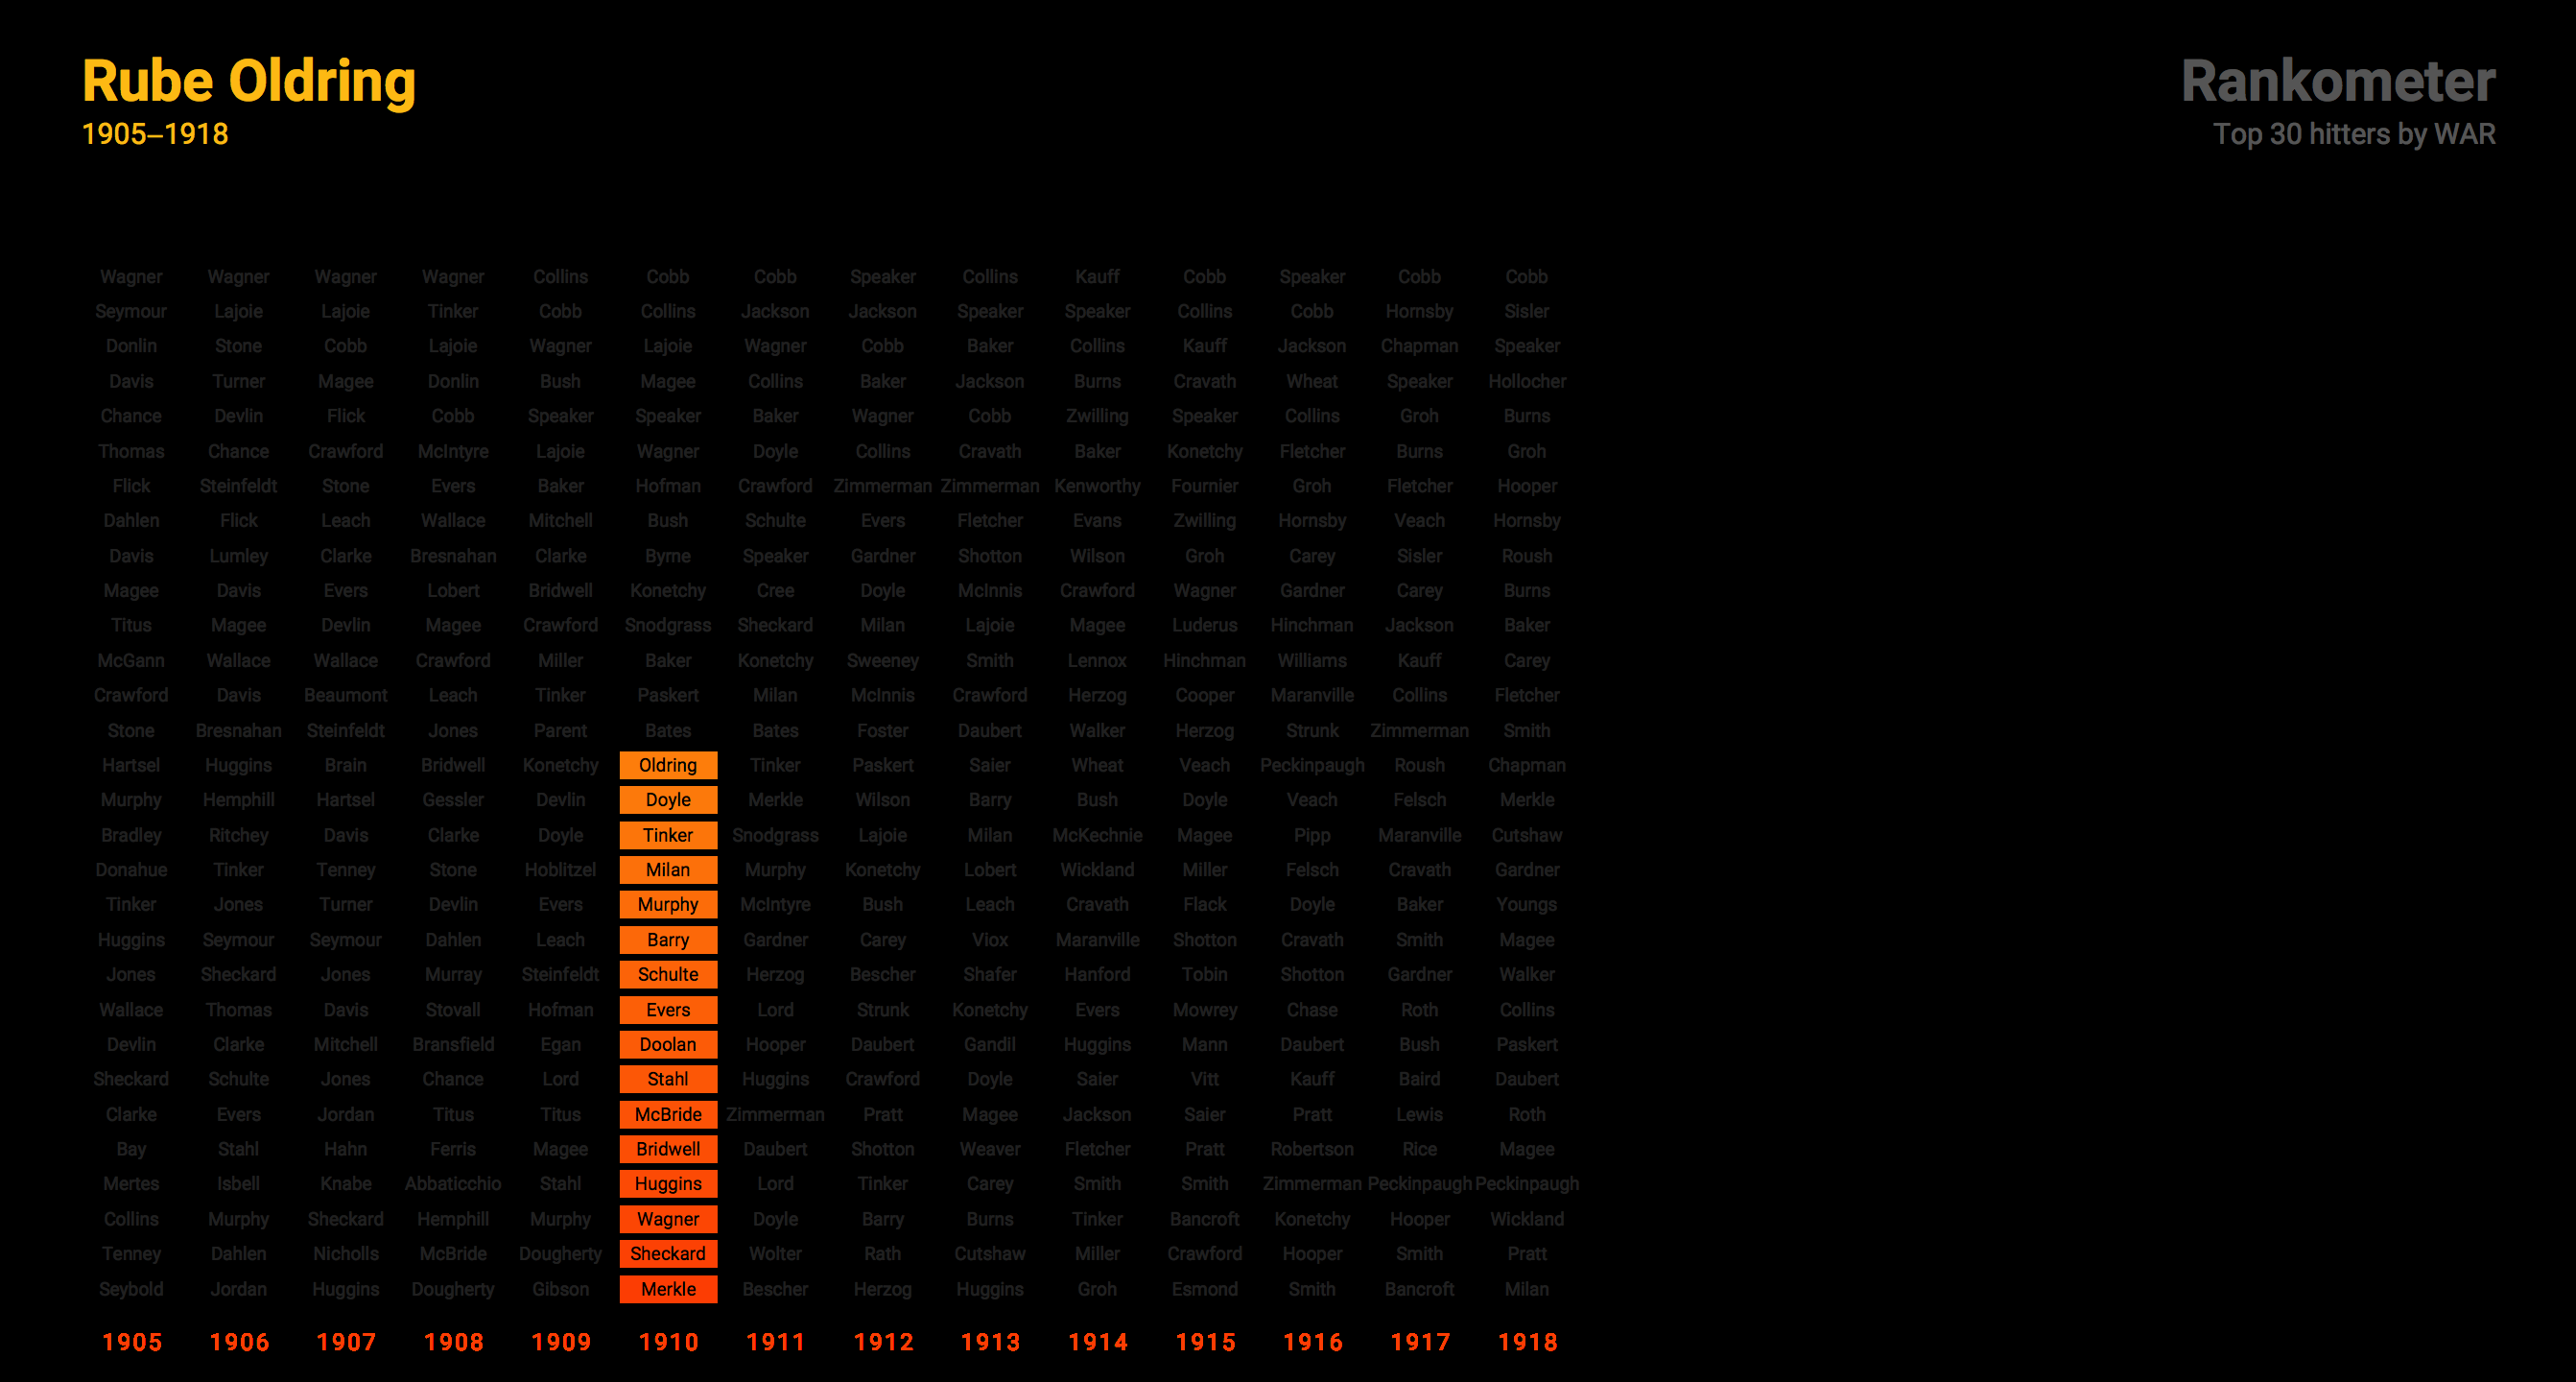 Rube Oldring
1905–1918
Rankometer
Top 30 hitters by WAR
Wagner Wagner Wagner Wagner Collins Cobb Cobb Speaker Collins Kauff Cobb Speaker Cobb Cobb
Seymour Lajoie Lajoie Tinker Cobb Collins Jackson Jackson Speaker Speaker Collins Cobb Hornsby Sisler
Donlin Stone Cobb Lajoie Wagner Lajoie Wagner Cobb Baker Collins Kauff Jackson Chapman Speaker
Davis Turner Magee Donlin Bush Magee Collins Baker Jackson Burns Cravath Wheat Speaker Hollocher
Chance Devlin Flick Cobb Speaker Speaker Baker Wagner Cobb Zwilling Speaker Collins Groh Burns
Thomas Chance Crawford McIntyre Lajoie Wagner Doyle Collins Cravath Baker Konetchy Fletcher Burns Groh
Flick Steinfeldt Stone Evers Baker Hofman Crawford Zimmerman Zimmerman Kenworthy Fournier Groh Fletcher Hooper
Dahlen Flick Leach Wallace Mitchell Bush Schulte Evers Fletcher Evans Zwilling Hornsby Veach Hornsby
Davis Lumley Clarke Bresnahan Clarke Byrne Speaker Gardner Shotton Wilson Groh Carey Sisler Roush
Magee Davis Evers Lobert Bridwell Konetchy Cree Doyle McInnis Crawford Wagner Gardner Carey Burns
Titus Magee Devlin Magee Crawford Snodgrass Sheckard Milan Lajoie Magee Luderus Hinchman Jackson Baker
McGann Wallace Wallace Crawford Miller Baker Konetchy Sweeney Smith Lennox Hinchman Williams Kauff Carey
Crawford Davis Beaumont Leach Tinker Paskert Milan McInnis Crawford Herzog Cooper Maranville Collins Fletcher
Stone Bresnahan Steinfeldt Jones Parent Bates Bates Foster Daubert Walker Herzog Strunk Zimmerman Smith
Hartsel Huggins Brain Bridwell Konetchy Oldring Tinker Paskert Saier Wheat Veach Peckinpaugh Roush Chapman
Murphy Hemphill Hartsel Gessler Devlin Doyle Merkle Wilson Barry Bush Doyle Veach Felsch Merkle
Bradley Ritchey Davis Clarke Doyle Tinker Snodgrass Lajoie Milan McKechnie Magee Pipp Maranville Cutshaw
Donahue Tinker Tenney Stone Hoblitzel Milan Murphy Konetchy Lobert Wickland Miller Felsch Cravath Gardner
Tinker Jones Turner Devlin Evers Murphy McIntyre Bush Leach Cravath Flack Doyle Baker Youngs
Huggins Seymour Seymour Dahlen Leach Barry Gardner Carey Viox Maranville Shotton Cravath Smith Magee
Jones Sheckard Jones Murray Steinfeldt Schulte Herzog Bescher Shafer Hanford Tobin Shotton Gardner Walker
Wallace Thomas Davis Stovall Hofman Evers Lord Strunk Konetchy Evers Mowrey Chase Roth Collins
Devlin Clarke Mitchell Bransfield Egan Doolan Hooper Daubert Gandil Huggins Mann Daubert Bush Paskert
Sheckard Schulte Jones Chance Lord Stahl Huggins Crawford Doyle Saier Vitt Kauff Baird Daubert
Clarke Evers Jordan Titus Titus McBride Zimmerman Pratt Magee Jackson Saier Pratt Lewis Roth
Bay Stahl Hahn Ferris Magee Bridwell Daubert Shotton Weaver Fletcher Pratt Robertson Rice Magee
Mertes Isbell Knabe Abbaticchio Stahl Huggins Lord Tinker Carey Smith Smith Zimmerman Peckinpaugh Peckinpaugh
Collins Murphy Sheckard Hemphill Murphy Wagner Doyle Barry Burns Tinker Bancroft Konetchy Hooper Wickland
Tenney Dahlen Nicholls McBride Dougherty Sheckard Wolter Rath Cutshaw Miller Crawford Hooper Smith Pratt
Seybold Jordan Huggins Dougherty Gibson Merkle Bescher Herzog Huggins Groh Esmond Smith Bancroft Milan
1905 1906 1907 1908 1909 1910 1911 1912 1913 1914 1915 1916 1917 1918